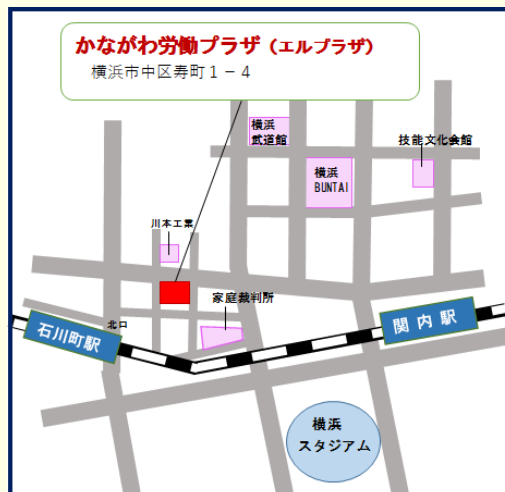 かながわ労働プラザ（エルプラザ）
横浜市中区寿町１－４
横浜
武道館
技能文化会館
横浜
BUNTAI
川本工業
家庭裁判所
北口
石川町駅
関内駅
横浜
スタジアム